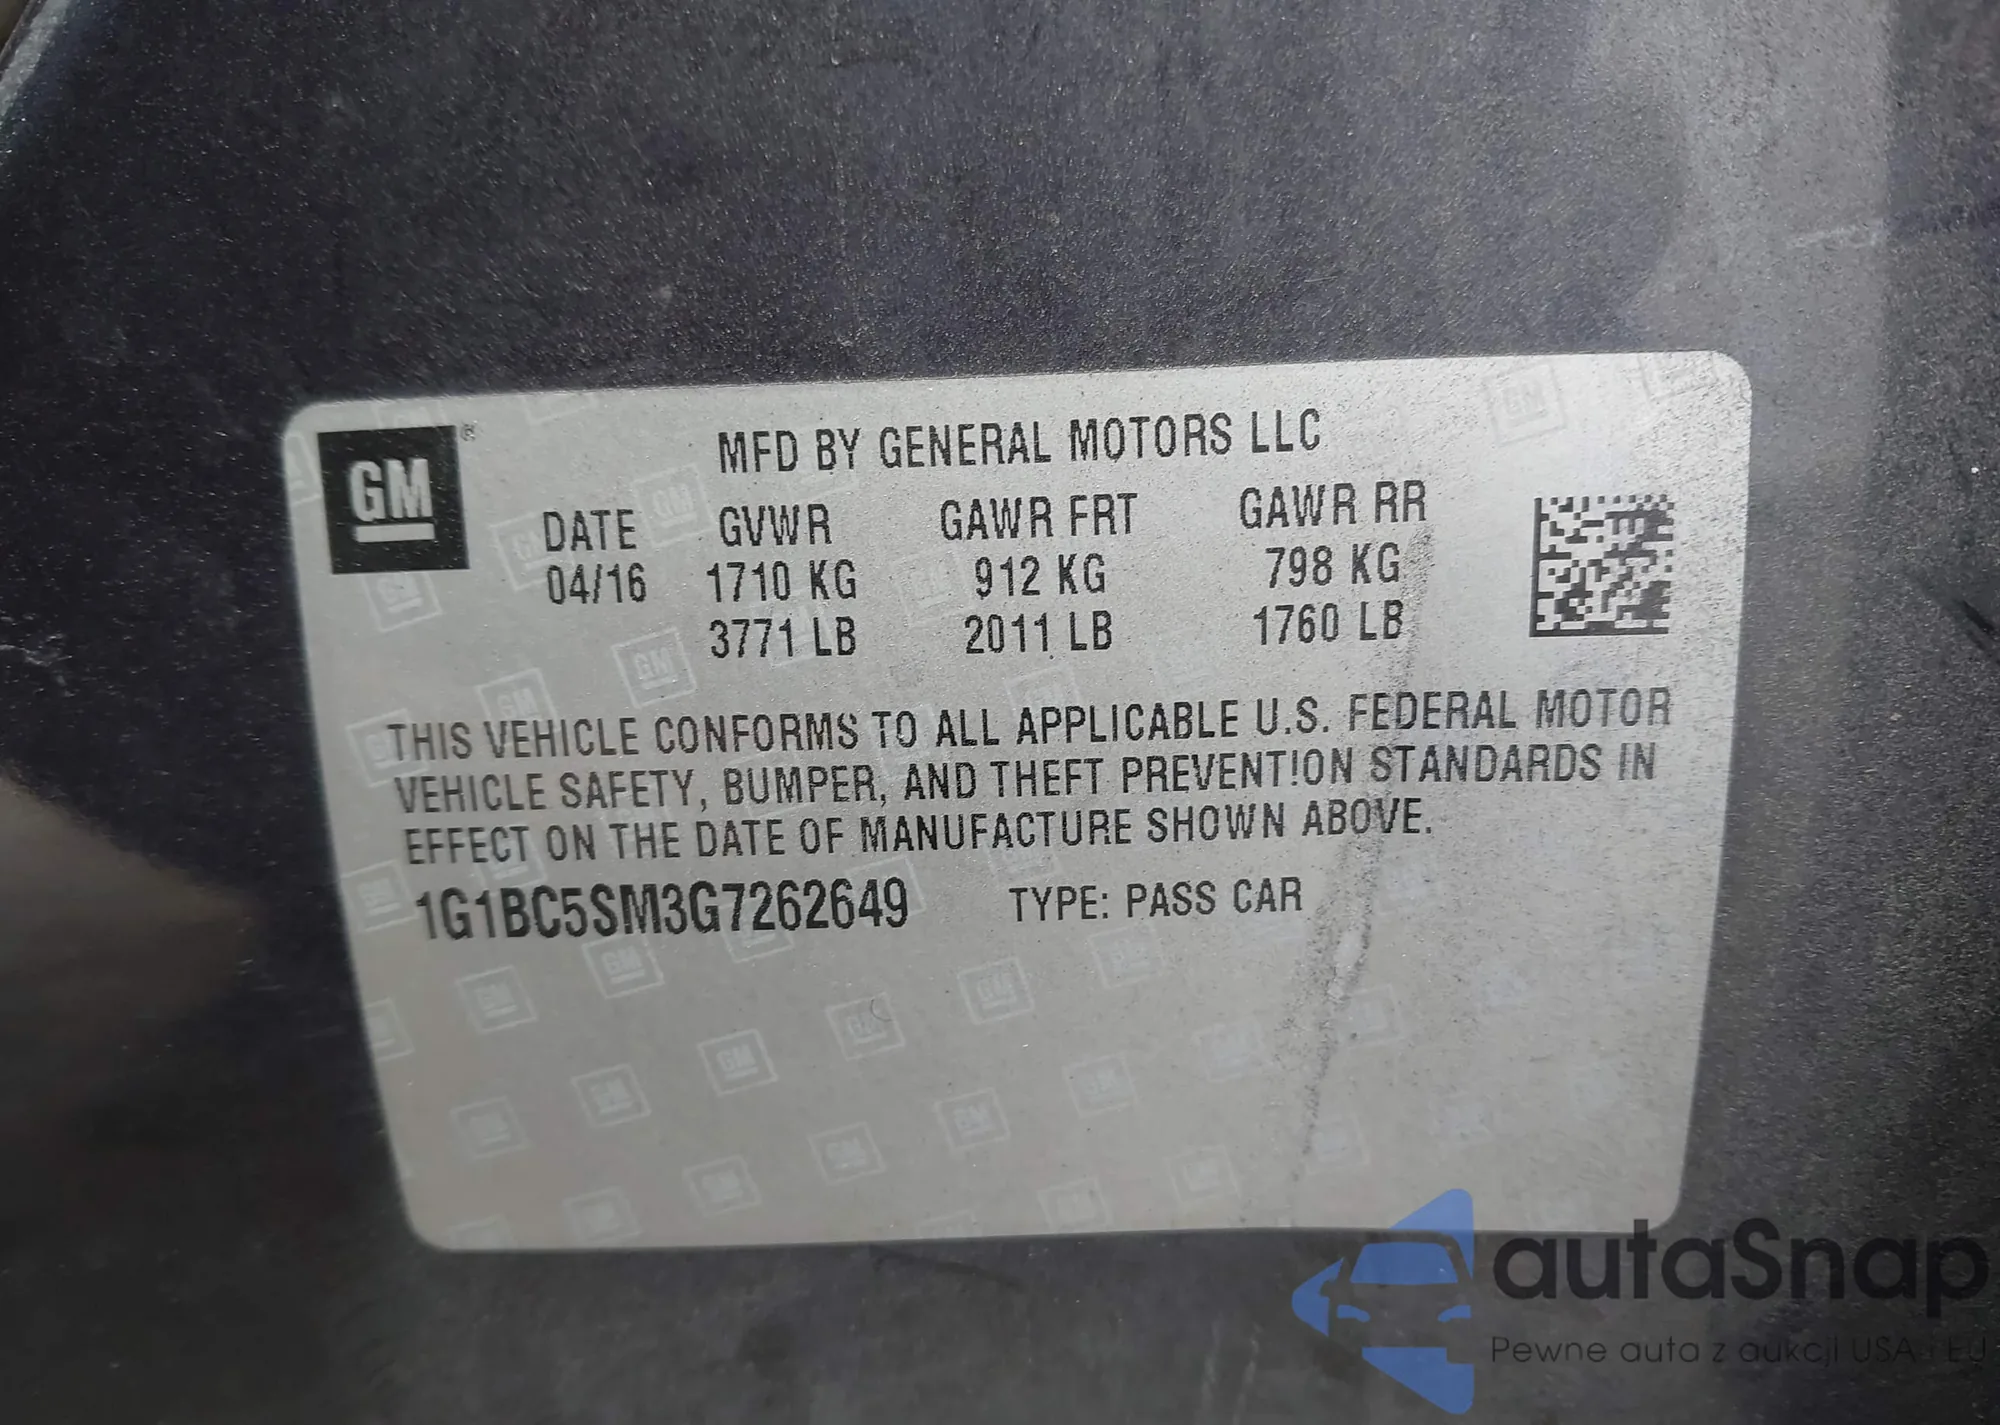 GM ®
MFD BY GENERAL MOTORS LLC
DATE GVWR GAWR FRT GAWR RR
04/16 1710 KG 912 KG 798 KG
3771 LB 2011 LB 1760 LB
THIS VEHICLE CONFORMS TO ALL APPLICABLE U.S. FEDERAL MOTOR
VEHICLE SAFETY, BUMPER, AND THEFT PREVENTION STANDARDS IN
EFFECT ON THE DATE OF MANUFACTURE SHOWN ABOVE.
1G1BC5SM3G7262649 TYPE: PASS CAR
autaSnap
Pewne auta z aukcji USA i EU